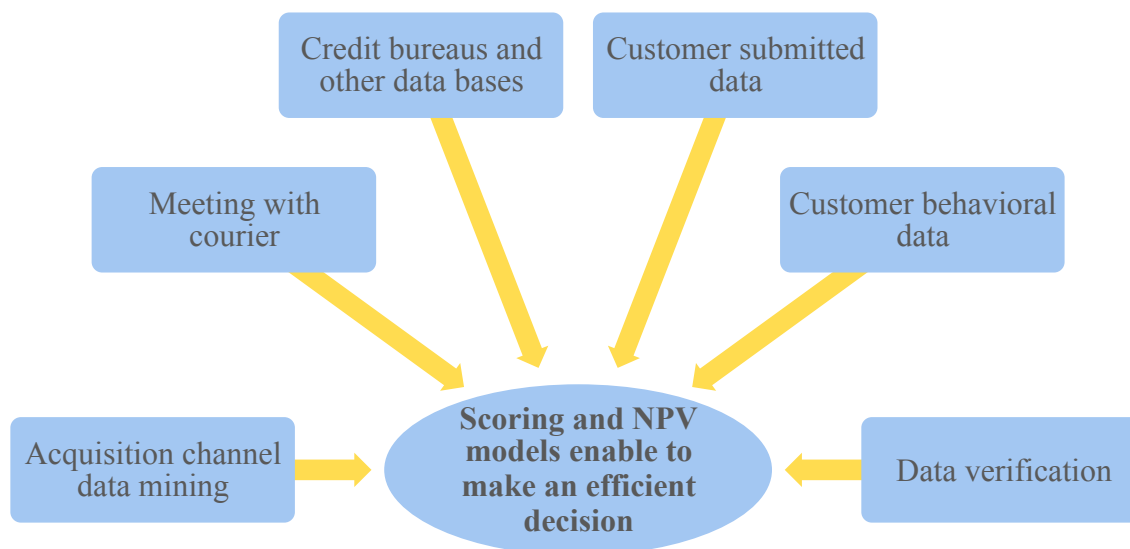 Credit bureaus and
other data bases
Customer submitted
data
Meeting with
courier
Customer behavioral
data
Acquisition channel
data mining
Scoring and NPV
models enable to
make an efficient
decision
Data verification